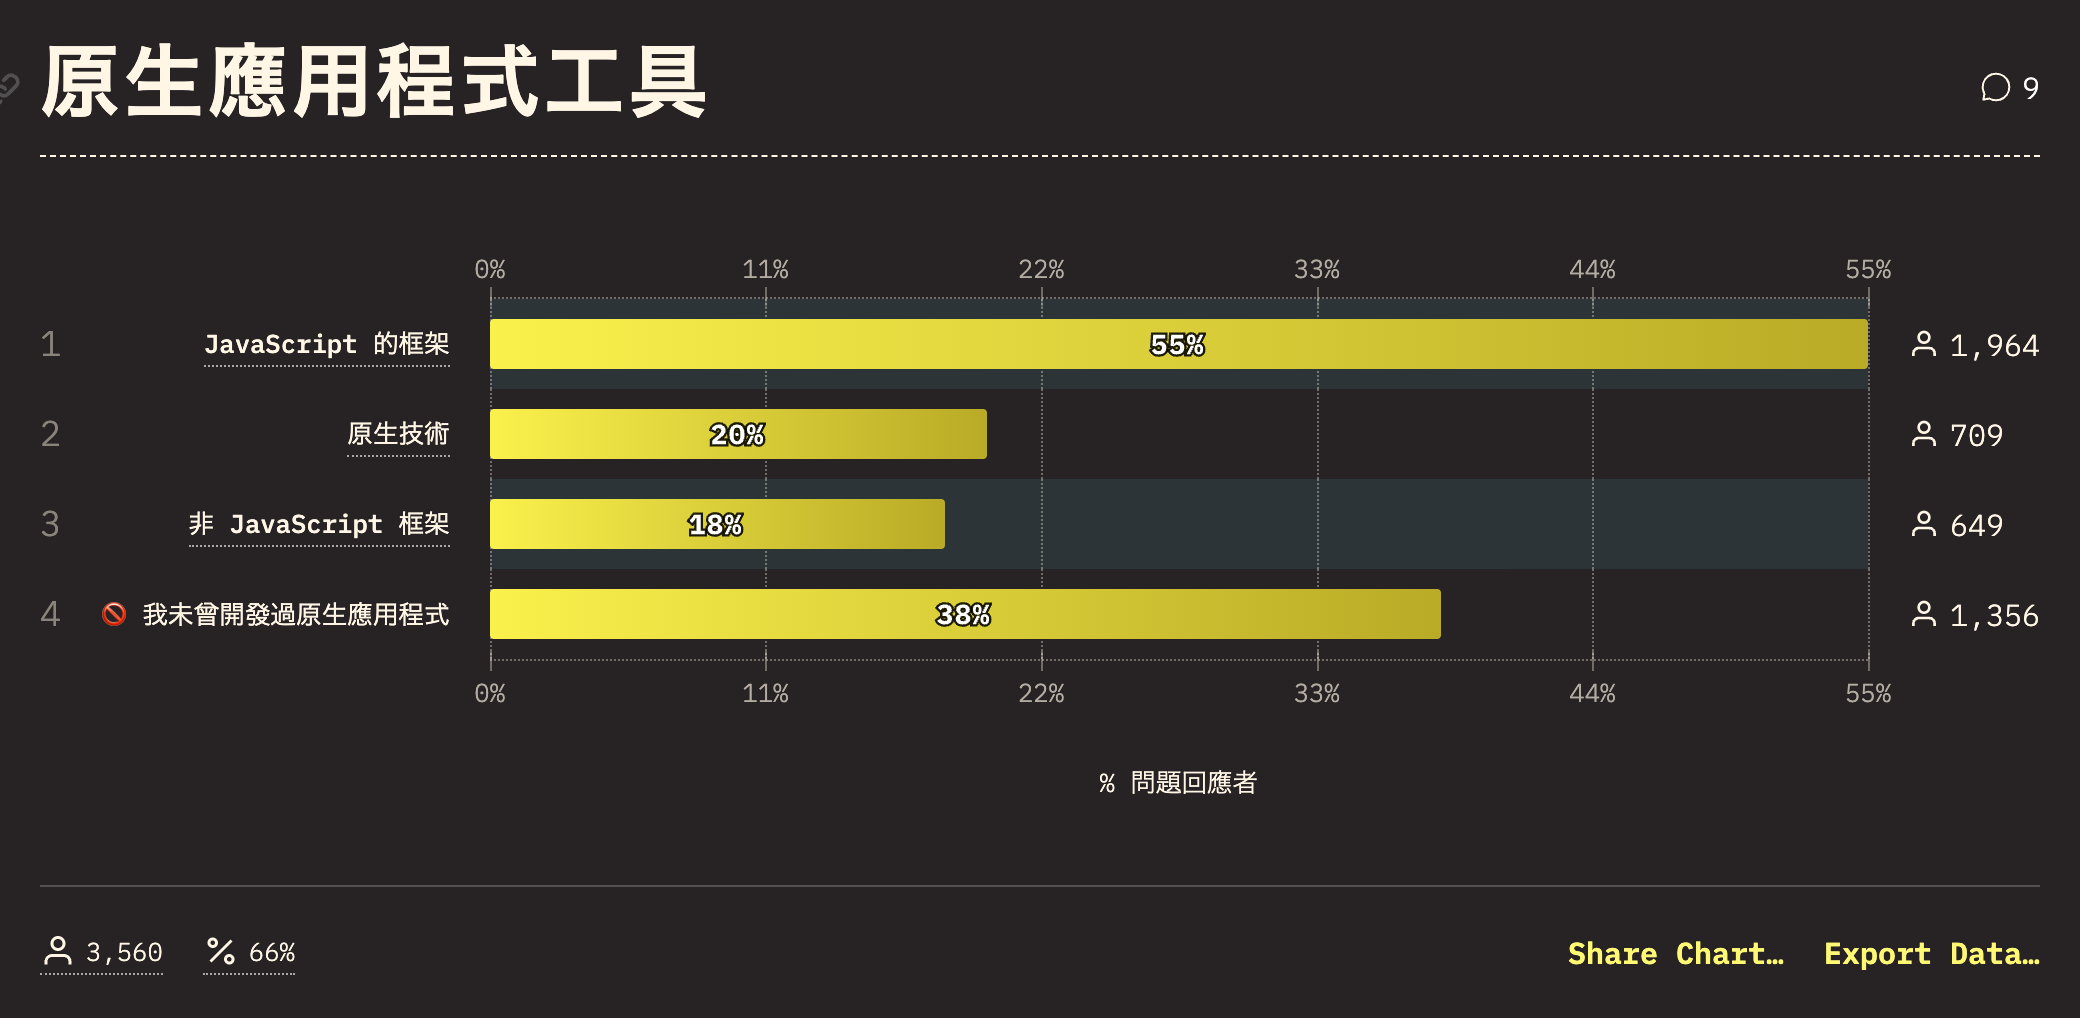 原生應用程式工具
9
0% 11% 22% 33% 44% 55%
1 JavaScript 的框架 55% 1,964
2 原生技術 20% 709
3 非 JavaScript 框架 18% 649
4 我未曾開發過原生應用程式 38% 1,356
0% 11% 22% 33% 44% 55%
% 問題回應者
3,560 66% Share Chart… Export Data…